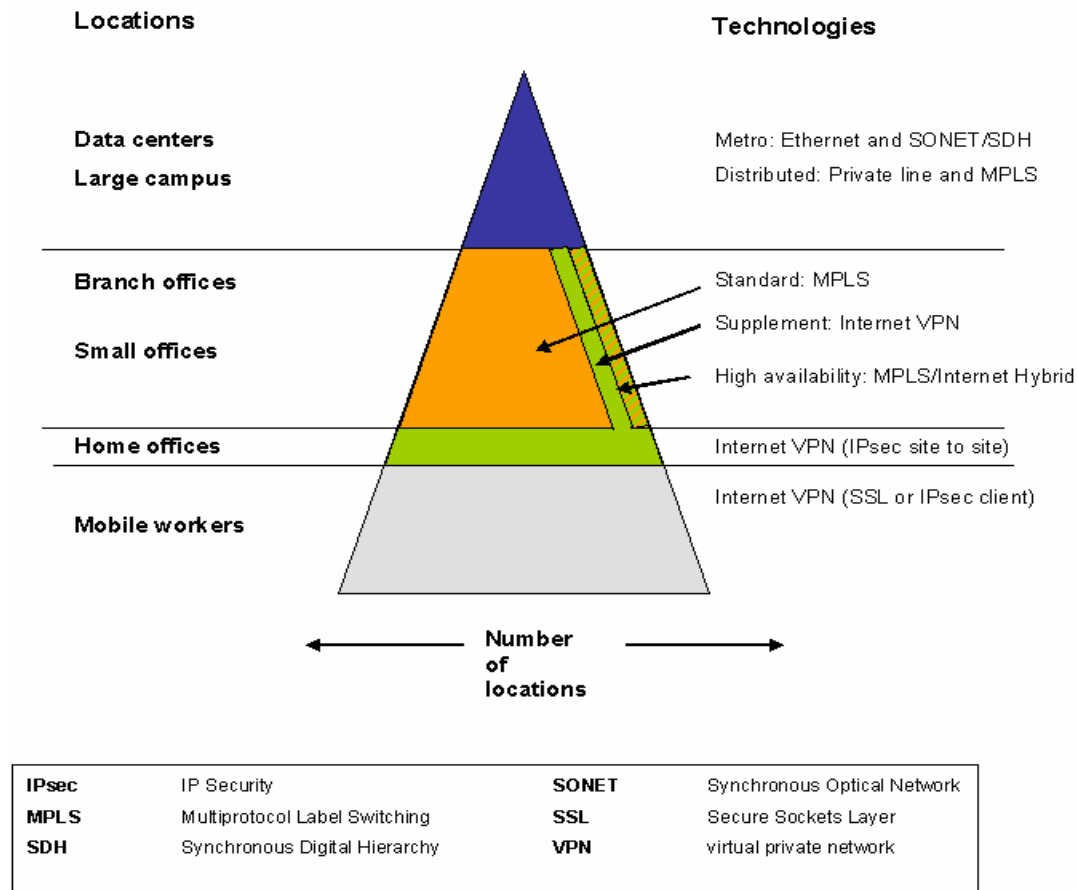 Locations
Technologies
Data centers
Metro: Ethernet and SONET/SDH
Large campus
Distributed: Private line and MPLS
Branch offices
Standard: MPLS
Supplement: Internet VPN
Small offices
High availability: MPLS/Internet Hybrid
Home offices
Internet VPN (IPsec site to site)
Internet VPN (SSL or IPsec client)
Mobile workers
Number
of
locations
IPsec IP Security SONET Synchronous Optical Network
MPLS Multiprotocol Label Switching SSL Secure Sockets Layer
SDH Synchronous Digital Hierarchy VPN virtual private network